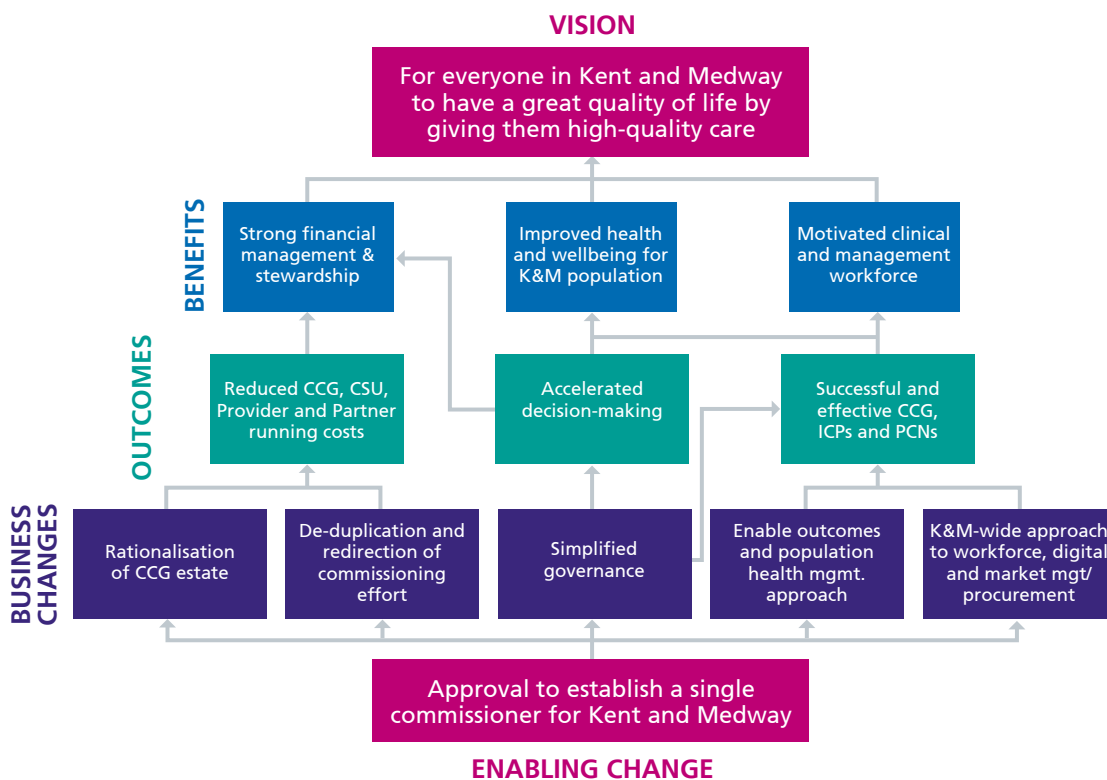 VISION
For everyone in Kent and Medway
to have a great quality of life by
giving them high-quality care
BENEFITS
Strong financial
management &
stewardship
Improved health
and wellbeing for
K&M population
Motivated clinical
and management
workforce
OUTCOMES
Reduced CCG, CSU,
Provider and Partner
running costs
Accelerated
decision-making
Successful and
effective CCG,
ICPs and PCNs
BUSINESS
CHANGES
Rationalisation
of CCG estate
De-duplication and
redirection of
commissioning
effort
Simplified
governance
Enable outcomes
and population
health mgmt.
approach
K&M-wide approach
to workforce, digital
and market mgt/
procurement
Approval to establish a single
commissioner for Kent and Medway
ENABLING CHANGE